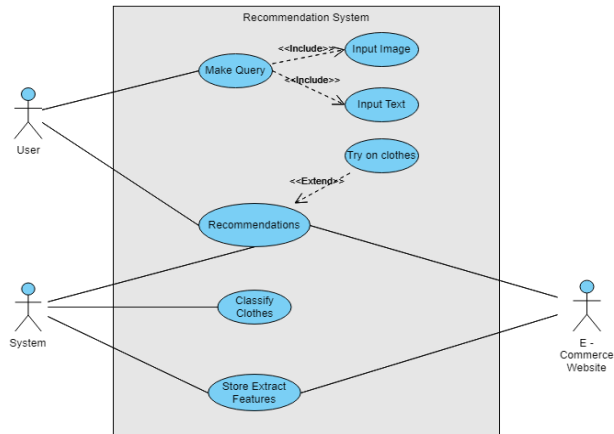 Recommendation System
<<Include>>
Input Image
Make Query
<<Include>>
Input Text
User
Try on clothes
<<Extend>>
Recommendations
Classify
Clothes
System
E -
Commerce
Website
Store Extract
Features